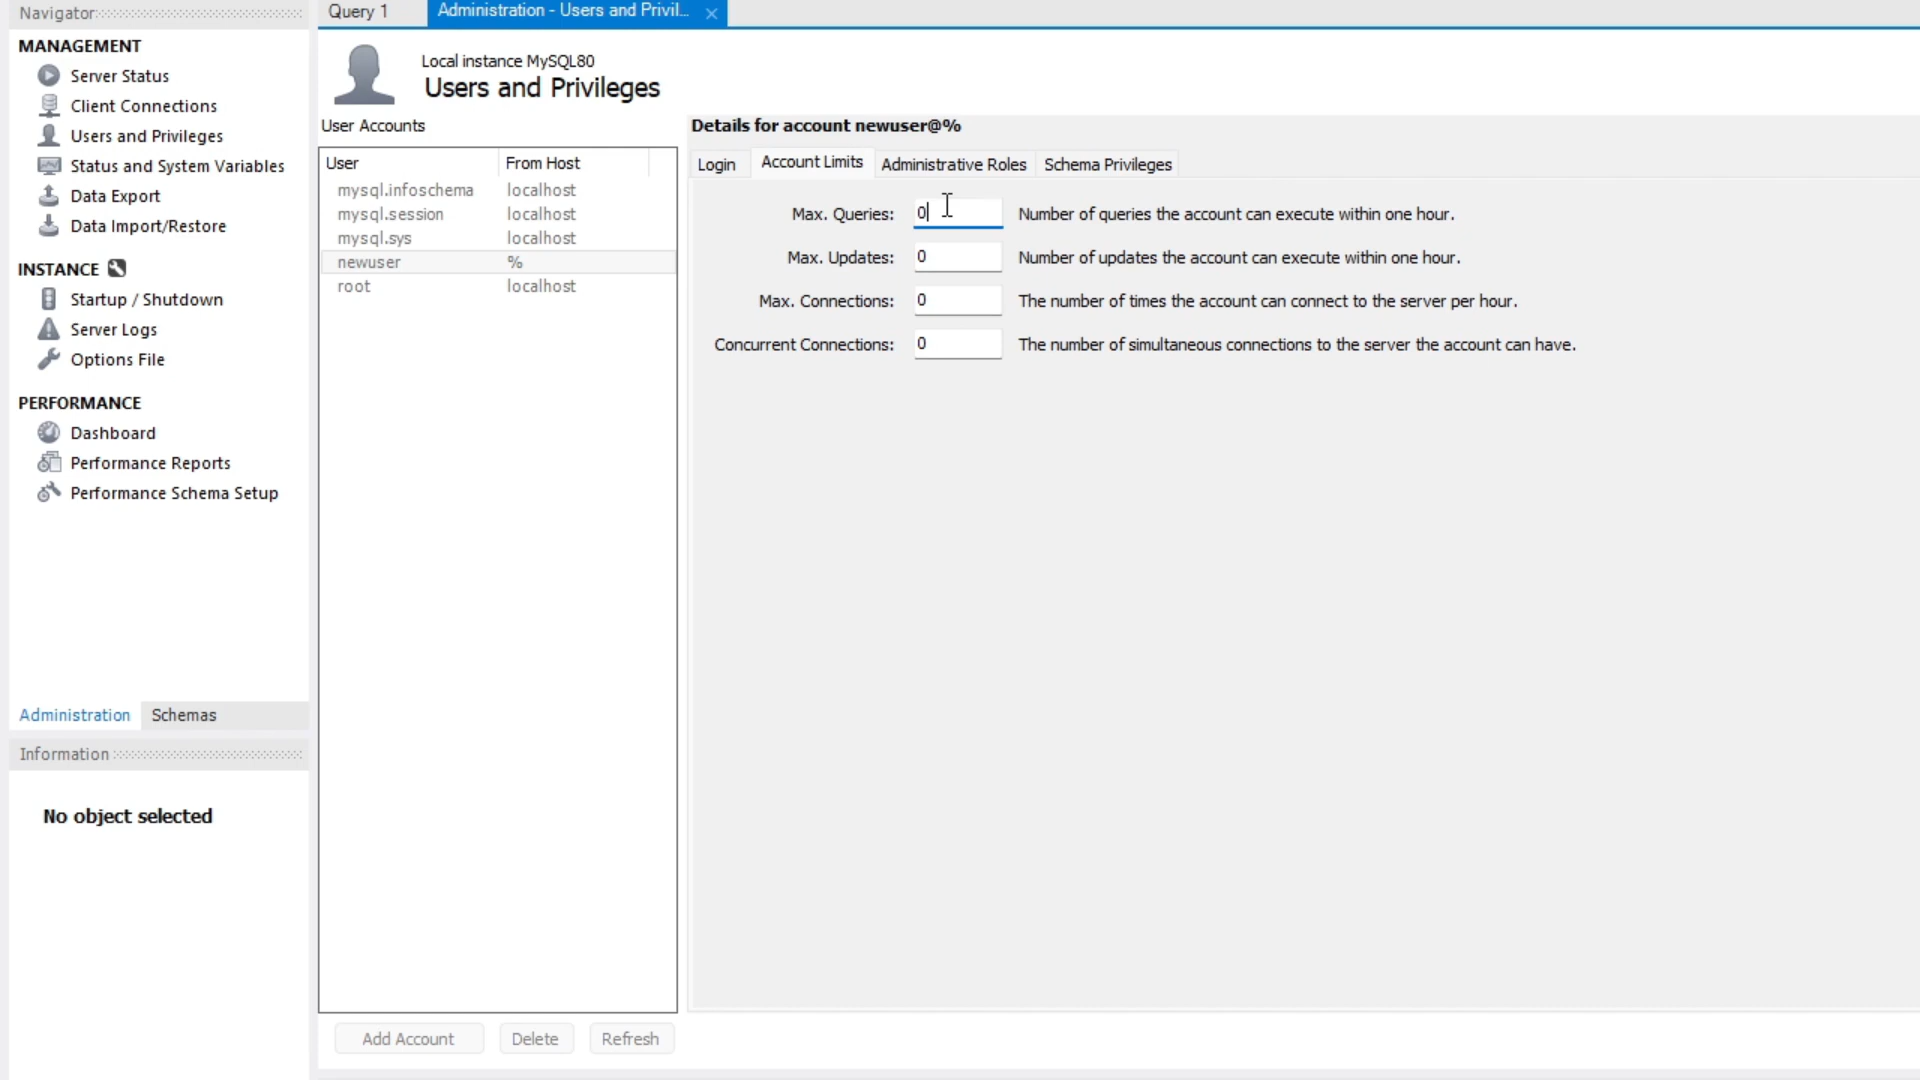 Navigator
MANAGEMENT
Server Status
Client Connections
Users and Privileges
Status and System Variables
Data Export
Data Import/Restore
INSTANCE
Startup / Shutdown
Server Logs
Options File
PERFORMANCE
Dashboard
Performance Reports
Performance Schema Setup
Administration Schemas
Information
No object selected
Query 1 Administration - Users and Privil...
Local instance MySQL80
Users and Privileges
User Accounts
User From Host
mysql.infoschema localhost
mysql.session localhost
mysql.sys localhost
newuser %
root localhost
Add Account Delete Refresh
Details for account newuser@%
Login Account Limits Administrative Roles Schema Privileges
Max. Queries: 0 Number of queries the account can execute within one hour.
Max. Updates: 0 Number of updates the account can execute within one hour.
Max. Connections: 0 The number of times the account can connect to the server per hour.
Concurrent Connections: 0 The number of simultaneous connections to the server the account can have.